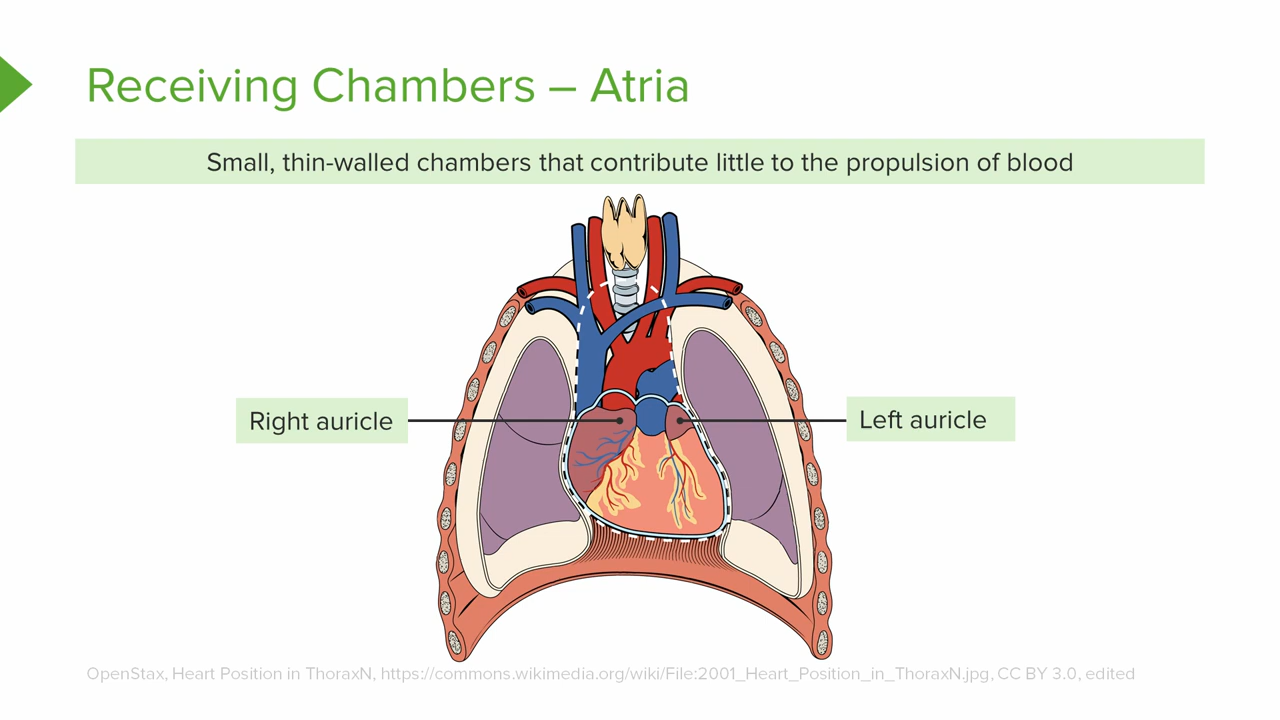 Receiving Chambers – Atria
Small, thin-walled chambers that contribute little to the propulsion of blood
Right auricle
Left auricle
OpenStax, Heart Position in ThoraxN, https://commons.wikimedia.org/wiki/File:2001_Heart_Position_in_ThoraxN.jpg, CC BY 3.0, edited